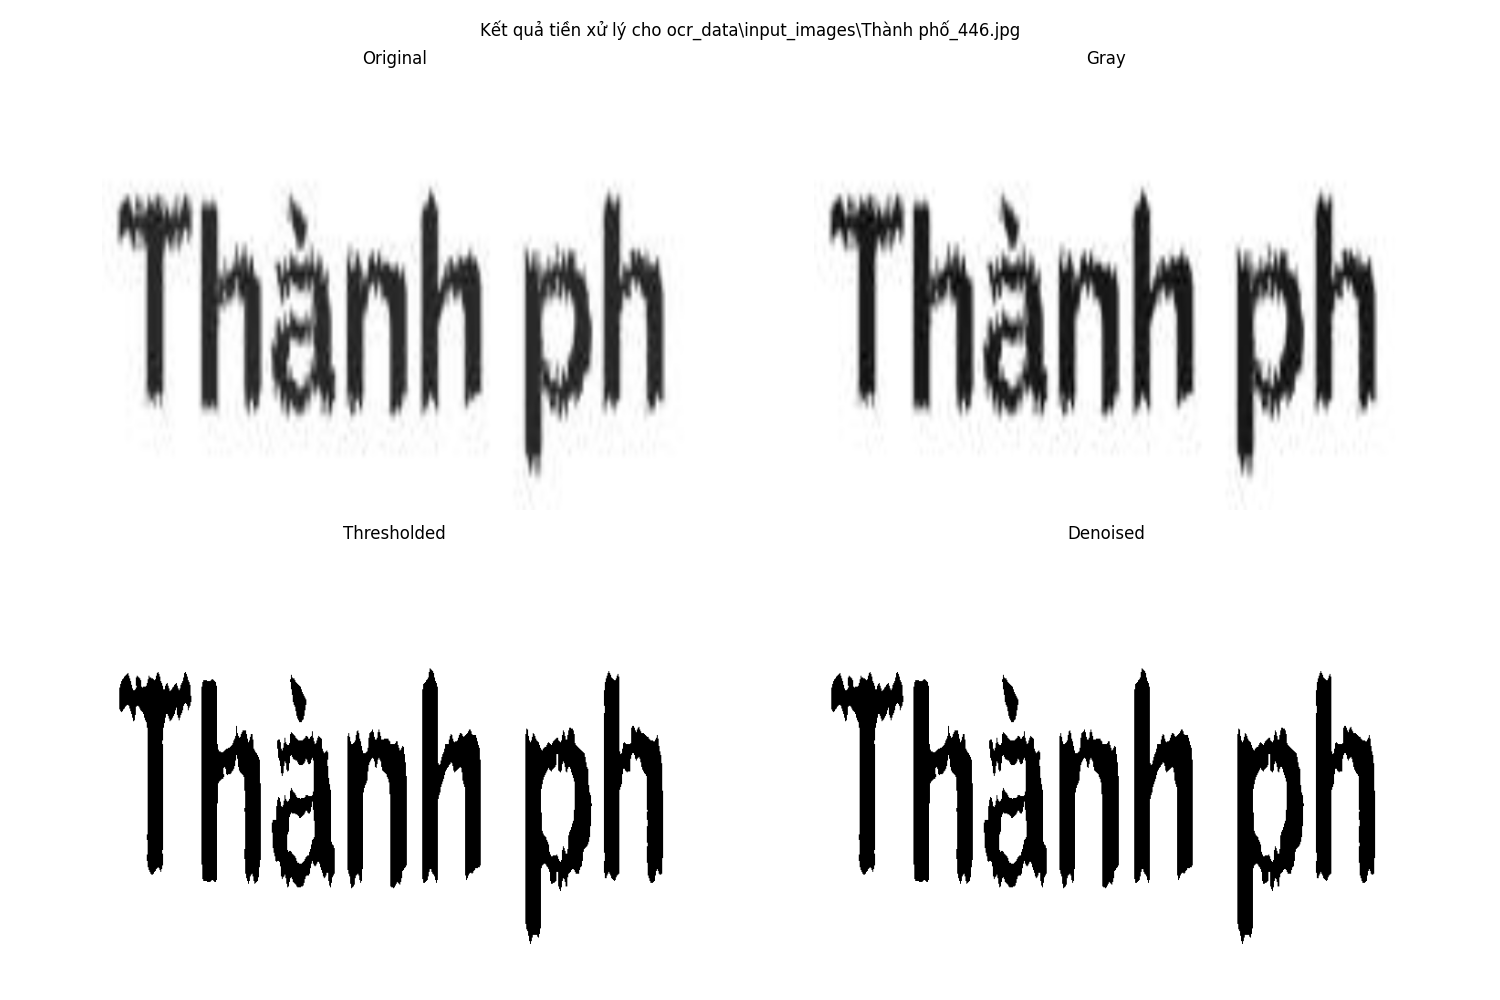 Kết quả tiền xử lý cho ocr_data\input_images\Thành phố_446.jpg
Original
Gray
Thành ph
Thành ph
Thresholded
Denoised
Thành ph
Thành ph